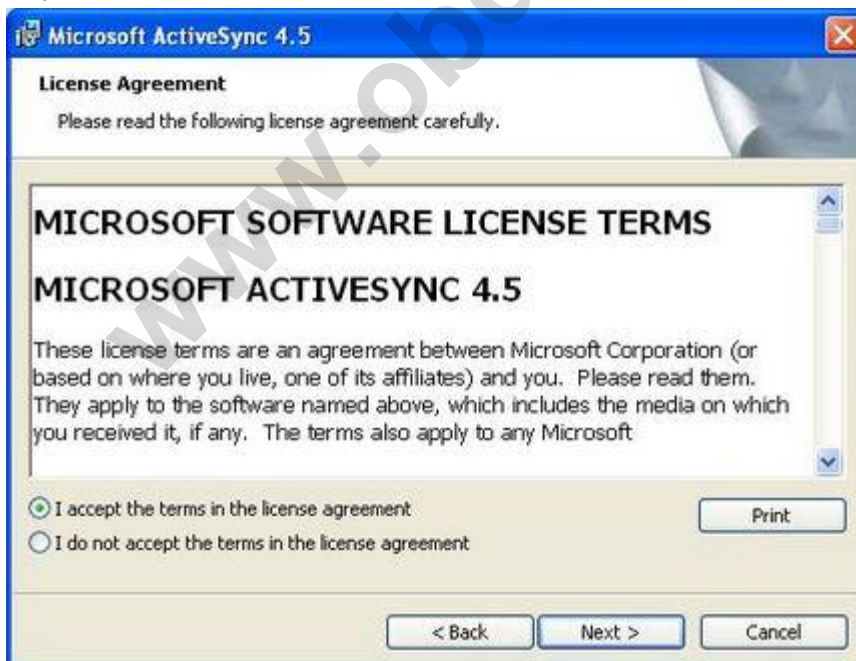 Microsoft ActiveSync 4.5
License Agreement
Please read the following license agreement carefully.
MICROSOFT SOFTWARE LICENSE TERMS
MICROSOFT ACTIVESYNC 4.5
These license terms are an agreement between Microsoft Corporation (or
based on where you live, one of its affiliates) and you. Please read them.
They apply to the software named above, which includes the media on which
you received it, if any. The terms also apply to any Microsoft
I accept the terms in the license agreement
Print
I do not accept the terms in the license agreement
< Back
Next >
Cancel